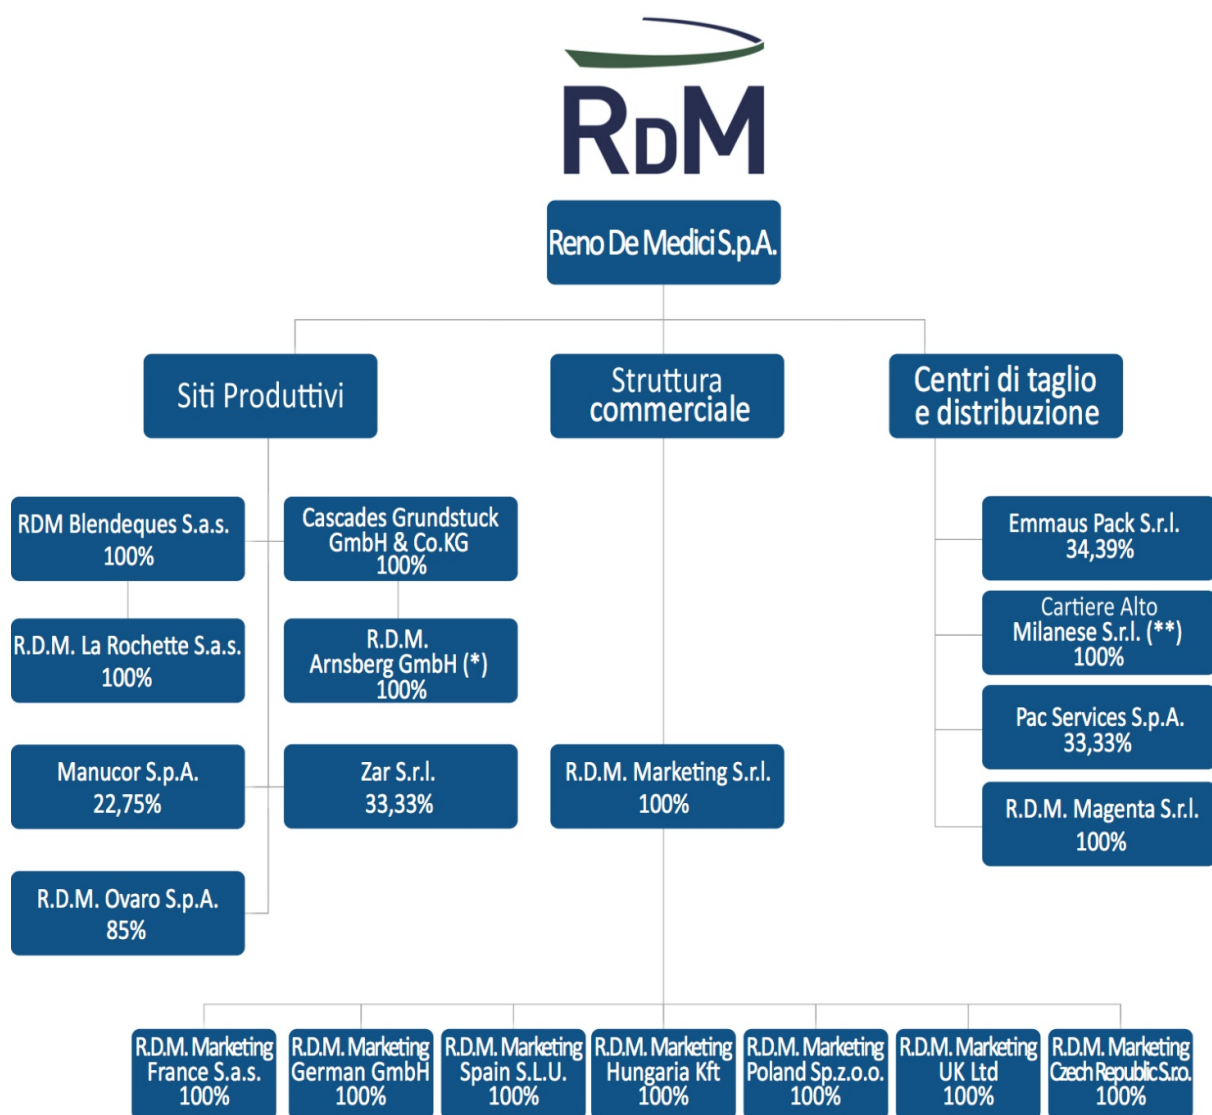 RDM
Reno De Medici S.p.A.
Siti Produttivi
Struttura
commerciale
Centri di taglio
e distribuzione
RDM Blendeques S.a.s.
100%
Cascades Grundstuck
GmbH & Co.KG
100%
R.D.M. La Rochette S.a.s.
100%
R.D.M.
Arnsberg GmbH (*)
100%
Manucor S.p.A.
22,75%
Zar S.r.l.
33,33%
R.D.M. Ovaro S.p.A.
85%
R.D.M. Marketing S.r.l.
100%
Emmaus Pack S.r.l.
34,39%
Cartiere Alto
Milanese S.r.l. (**)
100%
Pac Services S.p.A.
33,33%
R.D.M. Magenta S.r.l.
100%
R.D.M. Marketing
France S.a.s.
100%
R.D.M. Marketing
German GmbH
100%
R.D.M. Marketing
Spain S.L.U.
100%
R.D.M. Marketing
Hungaria Kft
100%
R.D.M. Marketing
Poland Sp.z.o.o.
100%
R.D.M. Marketing
UK Ltd
100%
R.D.M. Marketing
Czech Republic S.r.o.
100%